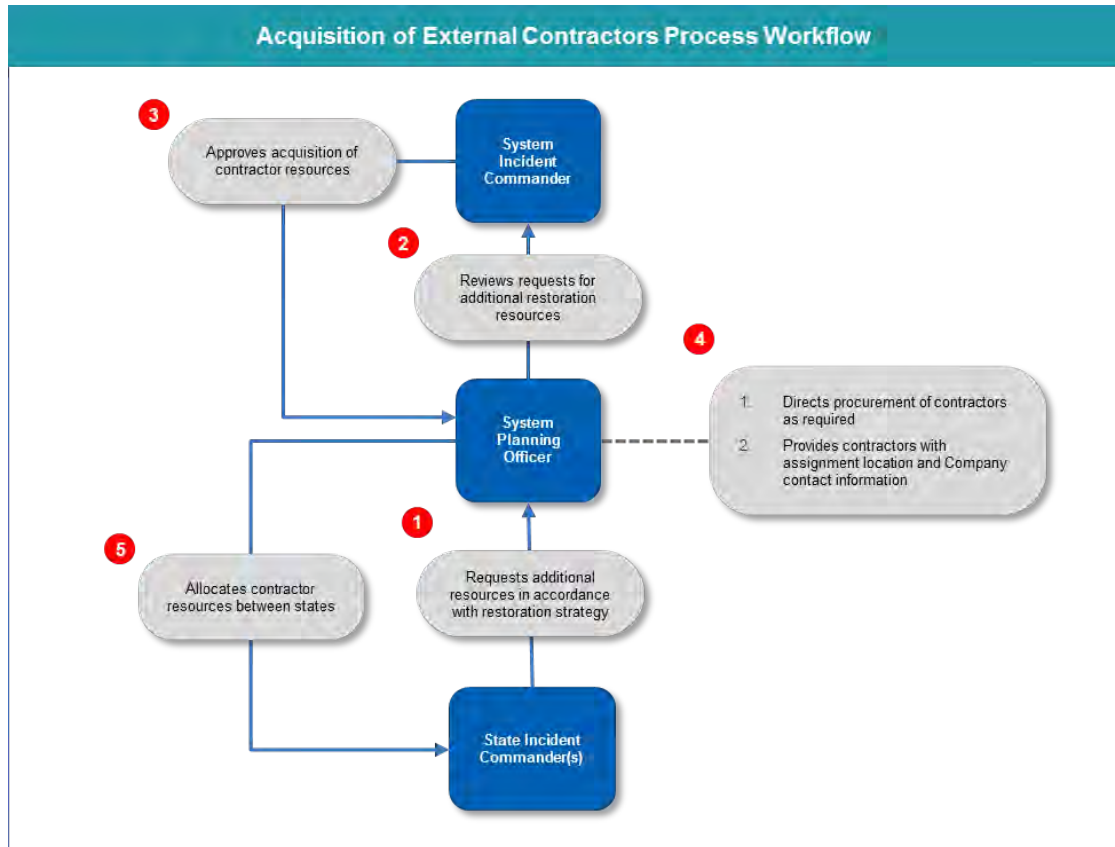 Acquisition of External Contractors Process Workflow
3
Approves acquisition of
contractor resources
System
Incident
Commander
2
Reviews requests for
additional restoration
resources
4
1. Directs procurement of contractors
as required
2. Provides contractors with
assignment location and Company
contact information
System
Planning
Officer
1
Requests additional
resources in accordance
with restoration strategy
5
Allocates contractor
resources between states
State Incident
Commander(s)